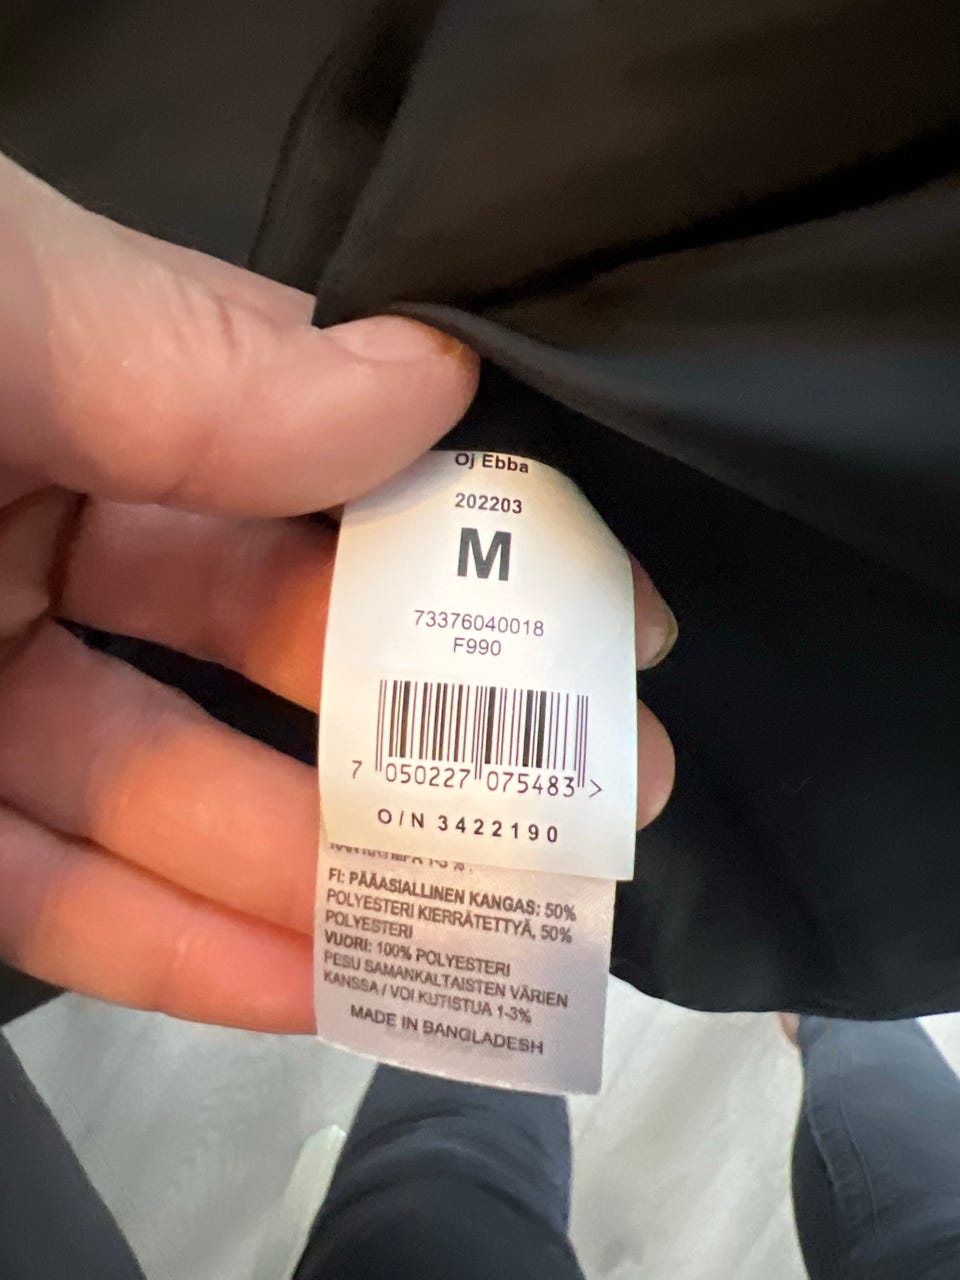 Oj Ebba
202203
M
73376040018
F990
7 050227 075483 >
O/N 3422190
FI: PÄÄASIALLINEN KANGAS: 50%
POLYESTERI KIERRÄTETTYÄ, 50%
POLYESTERI
VUORI: 100% POLYESTERI
PESU SAMANKALTAISTEN VÄRIEN
KANSSA / VOI KUTISTUA 1-3%
MADE IN BANGLADESH